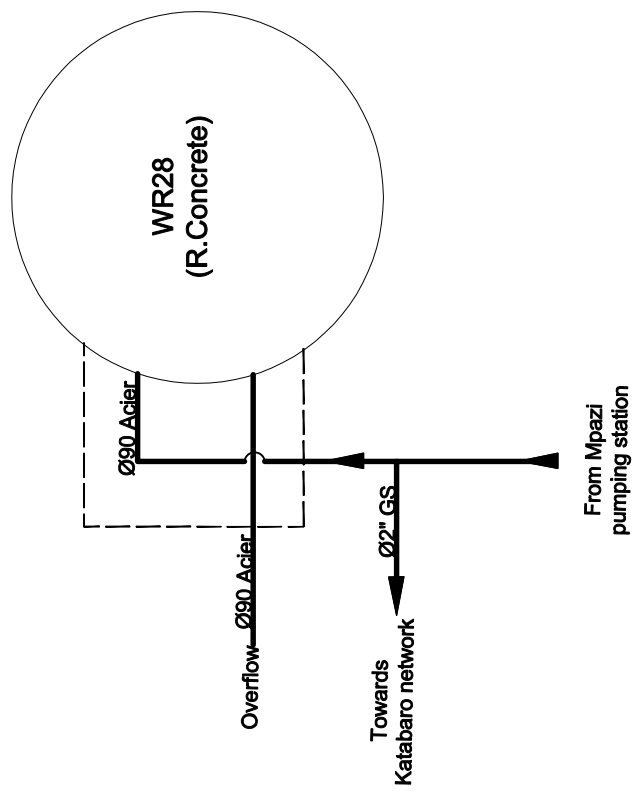 WR28
(R.Concrete)
Ø90 Acier
Ø90 Acier
Overflow
Ø2" GS
Towards
Katabaro network
From Mpazi
pumping station